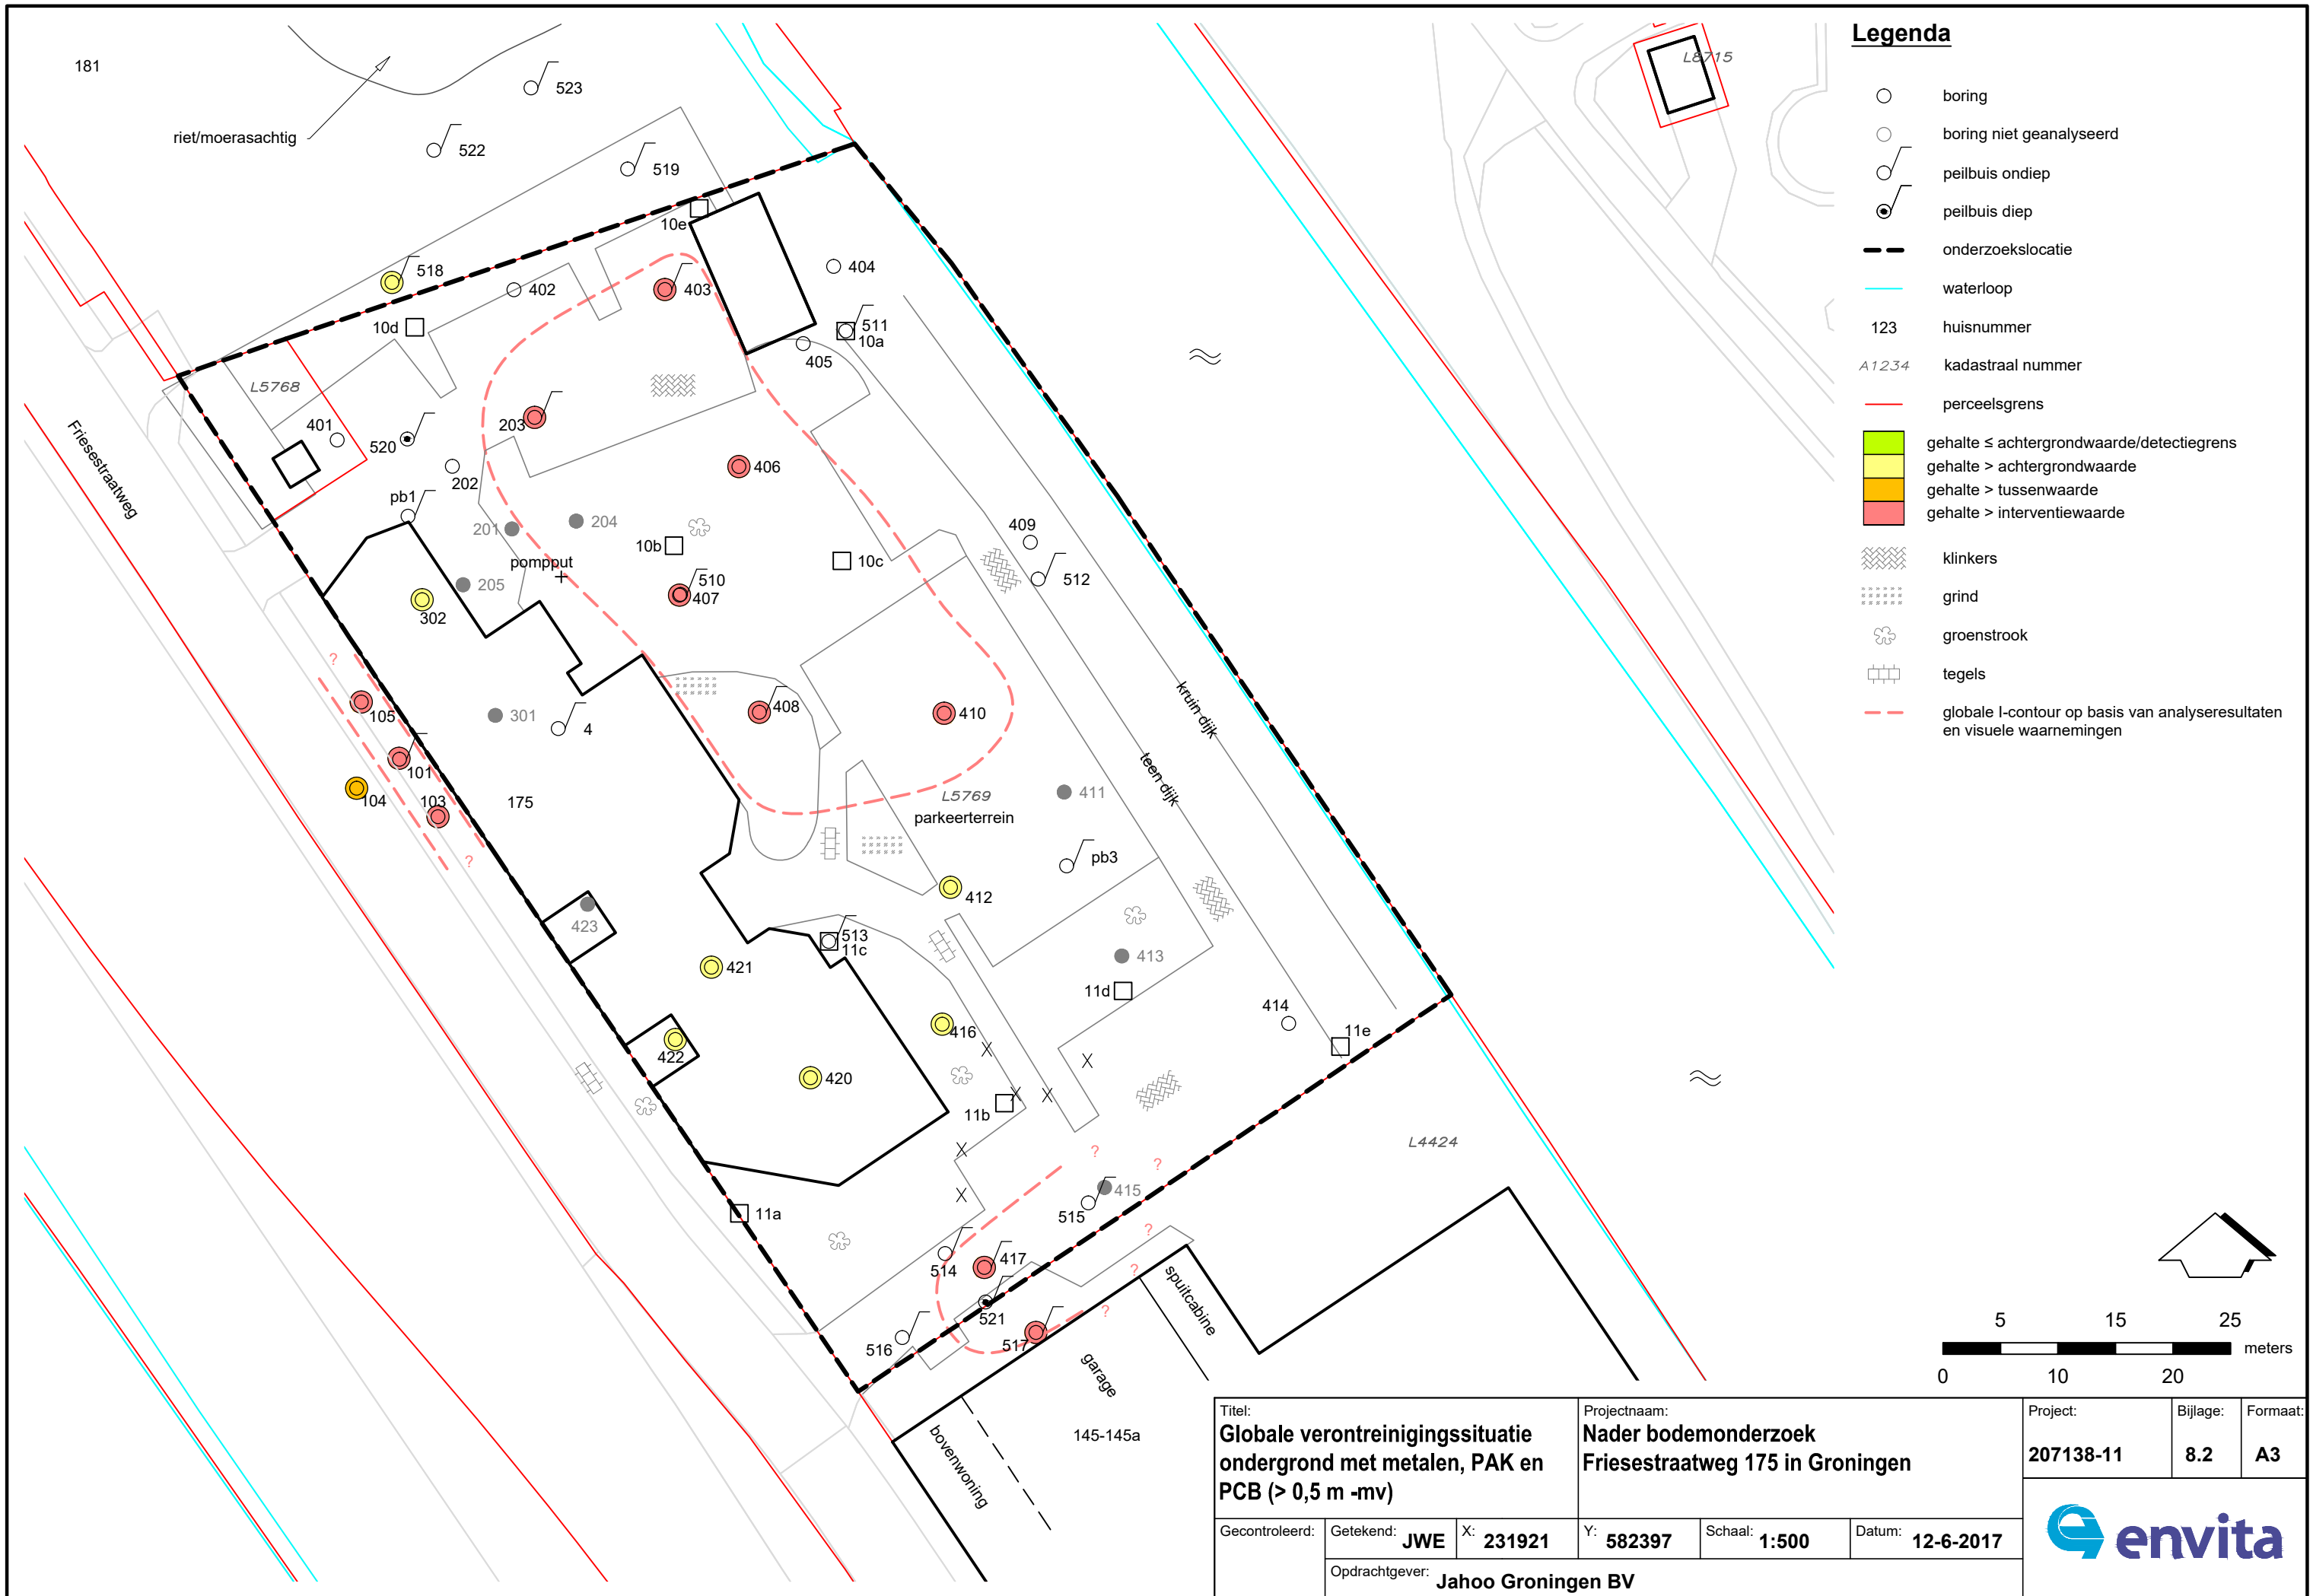 181
riet/moerasachtig
523
522
519
10e
518
402
403
404
10d
511
10a
405
L5768
401
520
203
202
406
pb1
201
204
10b
pompput
510
407
10c
409
512
205
302
Friesestraatweg
?
105
301
4
408
410
kruin dijk
101
104
103
175
teen dijk
411
L5769
parkeerterrein
?
pb3
412
423
513
11c
421
413
11d
416
414
11e
422
420
11b
X
X
X
X
X
X
L4424
?
?
415
515
11a
514
417
?
?
?
521
516
517
spuitcabine
garage
bovenwoning
145-145a
L8715
Legenda
boring
boring niet geanalyseerd
peilbuis ondiep
peilbuis diep
onderzoekslocatie
waterloop
123 huisnummer
A1234 kadastraal nummer
perceelsgrens
gehalte ≤ achtergrondwaarde/detectiegrens
gehalte > achtergrondwaarde
gehalte > tussenwaarde
gehalte > interventiewaarde
klinkers
grind
groenstrook
tegels
globale I-contour op basis van analyseresultaten
en visuele waarnemingen
5 15 25
meters
0 10 20
Titel:
Globale verontreinigingssituatie
ondergrond met metalen, PAK en
PCB (> 0,5 m -mv)
Projectnaam:
Nader bodemonderzoek
Friesestraatweg 175 in Groningen
Project:
207138-11
Bijlage:
8.2
Formaat:
A3
Gecontroleerd:
Getekend: JWE
X: 231921
Y: 582397
Schaal: 1:500
Datum: 12-6-2017
Opdrachtgever: Jahoo Groningen BV
envita